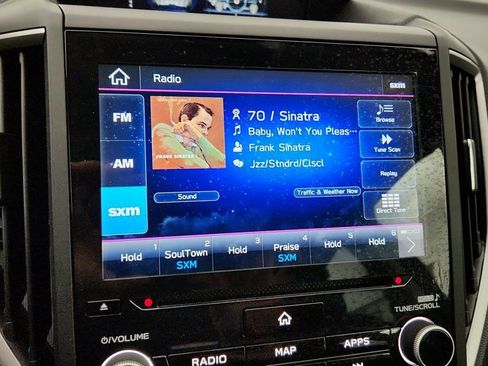 Radio
sxm
FM
AM
sxm
FRANK SINATRA
70 / Sinatra
Baby, Won't You Pleas···
Frank Sinatra
Jzz/Stndrd/Clscl
Sound
Traffic & Weather Now
Browse
Tune Scan
Replay
Direct Tune
1 Hold
2 SoulTown SXM
3 Hold
4 Praise SXM
5 Hold
6 Hold
HOLD
TUNE/SCROLL
VOLUME
RADIO
MAP
APPS